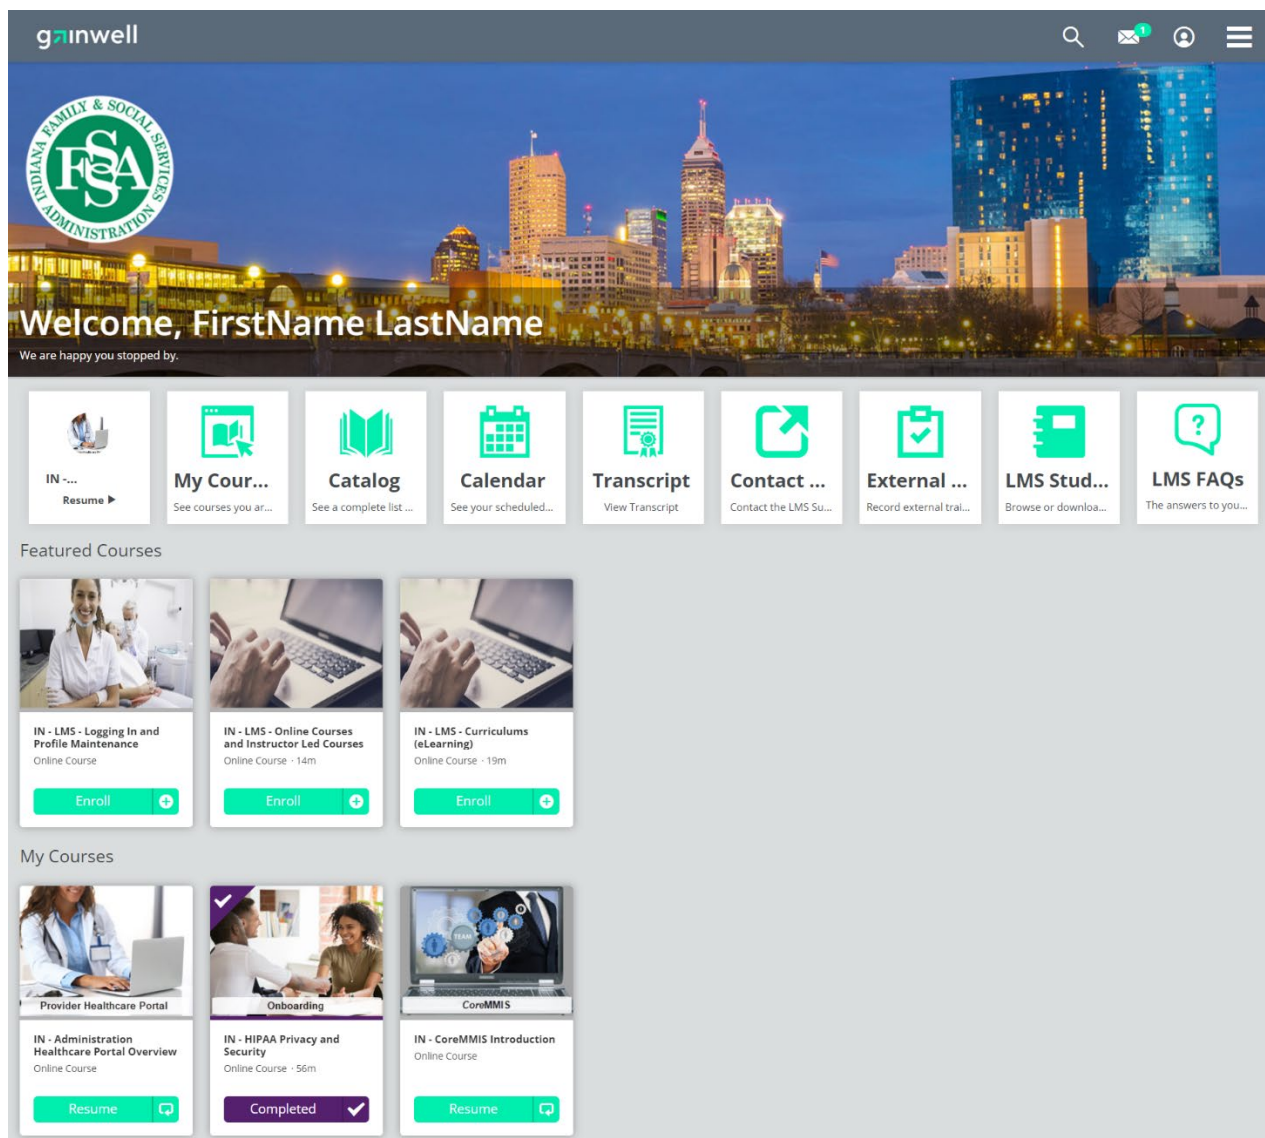 gainwell
1
INDIANA FAMILY & SOCIAL SERVICES ADMINISTRATION
FSSA
Welcome, FirstName LastName
We are happy you stopped by.
IN -...
Resume
My Cour...
See courses you ar...
Catalog
See a complete list ...
Calendar
See your scheduled...
Transcript
View Transcript
Contact ...
Contact the LMS Su...
External ...
Record external trai...
LMS Stud...
Browse or downloa...
LMS FAQs
The answers to you...
Featured Courses
IN - LMS - Logging In and
Profile Maintenance
Online Course
Enroll
IN - LMS - Online Courses
and Instructor Led Courses
Online Course · 14m
Enroll
IN - LMS - Curriculums
(eLearning)
Online Course · 19m
Enroll
My Courses
Provider Healthcare Portal
IN - Administration
Healthcare Portal Overview
Online Course
Resume
Onboarding
IN - HIPAA Privacy and
Security
Online Course · 56m
Completed
TEAM
CoreMMIS
IN - CoreMMIS Introduction
Online Course
Resume